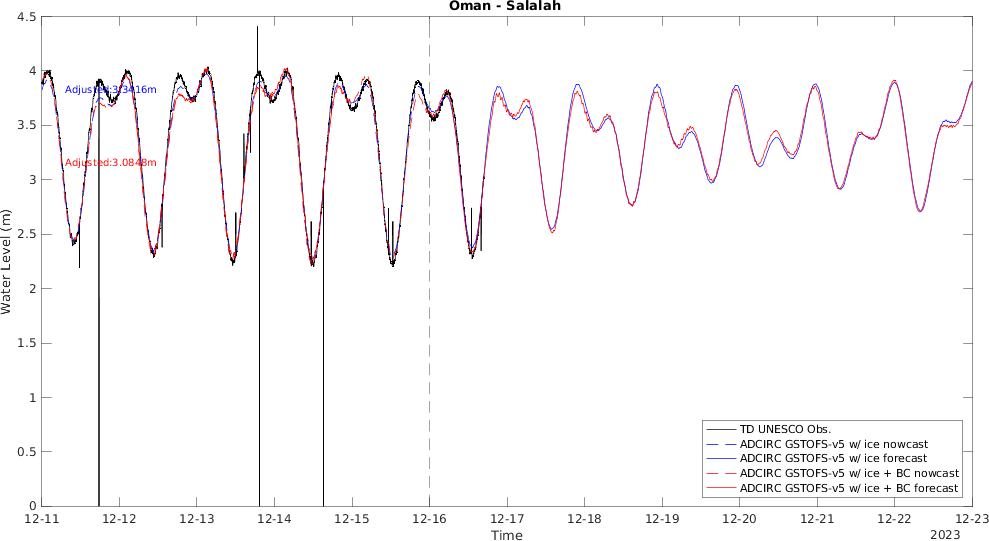 Oman - Salalah
4.5
4
3.5
3
2.5
2
1.5
1
0.5
0
Water Level (m)
Adjusted:3.3416m
Adjusted:3.0848m
TD UNESCO Obs.
ADCIRC GSTOFS-v5 w/ ice nowcast
ADCIRC GSTOFS-v5 w/ ice forecast
ADCIRC GSTOFS-v5 w/ ice + BC nowcast
ADCIRC GSTOFS-v5 w/ ice + BC forecast
12-11 12-12 12-13 12-14 12-15 12-16 12-17 12-18 12-19 12-20 12-21 12-22 12-23
Time
2023